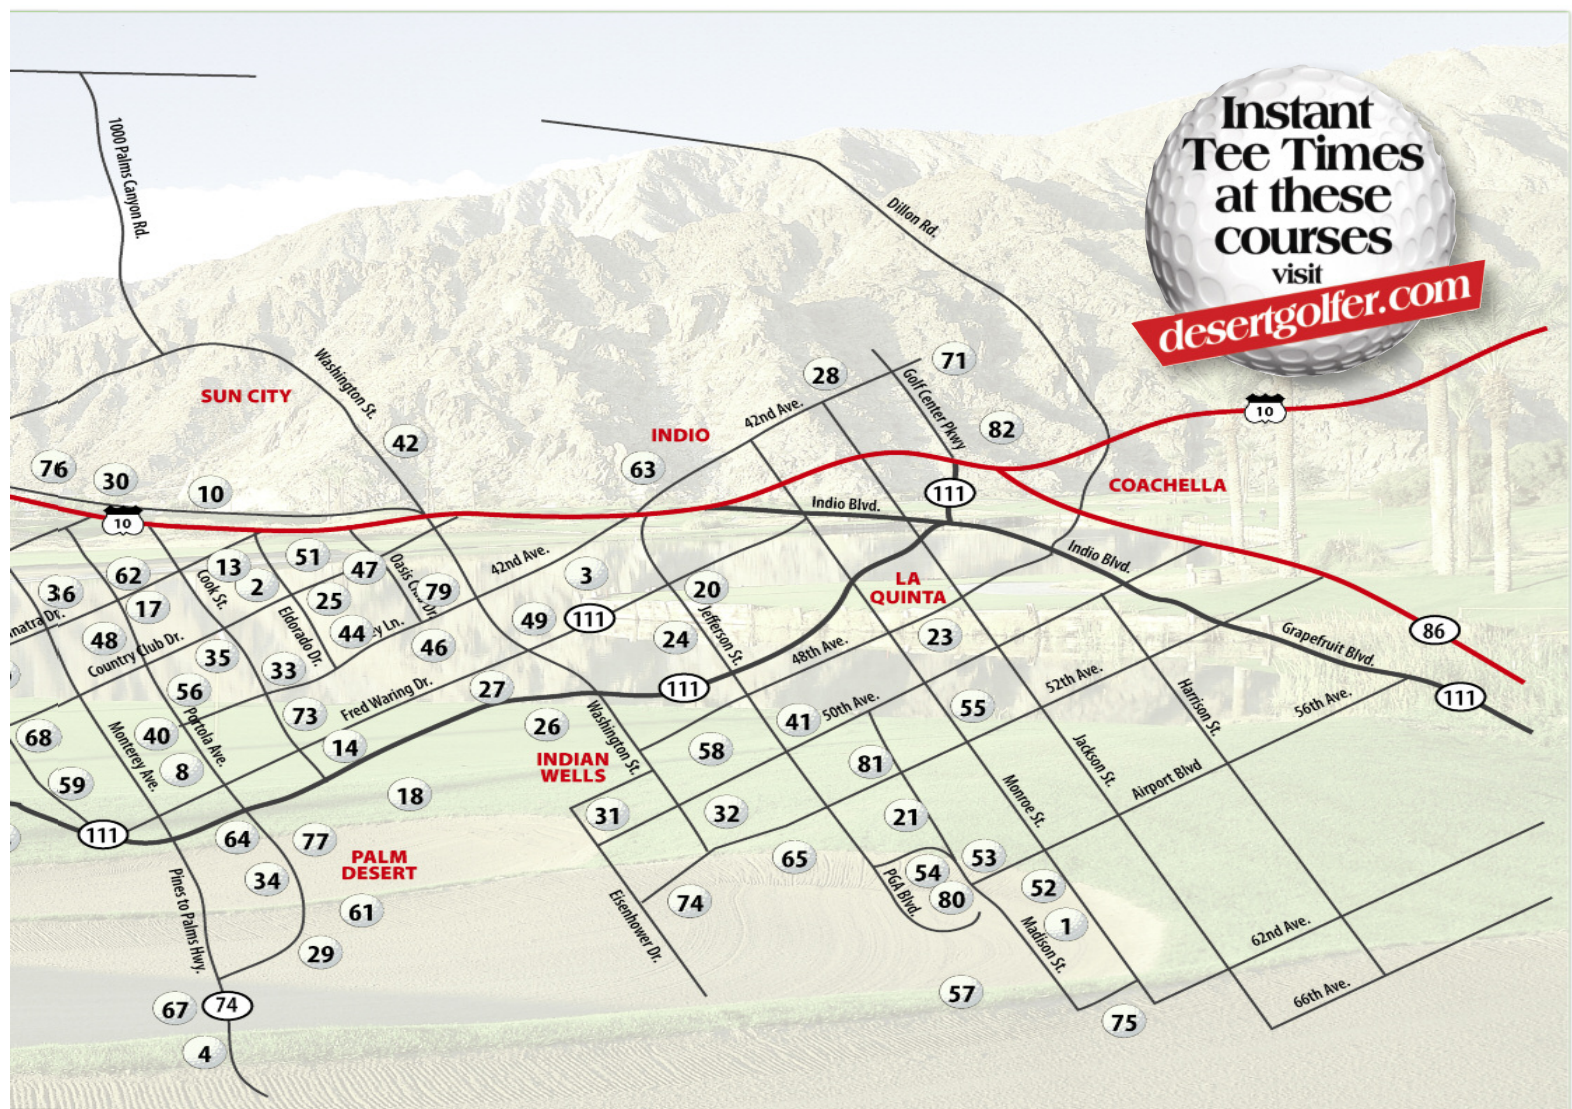 Instant
Tee Times
at these
courses
visit
desertgolfer.com
1000 Palms Canyon Rd.
Dillon Rd.
Washington St.
SUN CITY
28
71
Golf Center Pkwy
42nd Ave.
10
42
INDIO
82
76
30
10
63
COACHELLA
111
Indio Blvd.
10
51
13
47
42nd Ave.
Indio Blvd.
62
2
Cook St.
79
3
20
LA
QUINTA
36
17
25
Eldorado Dr.
49
111
Jefferson St.
48
44
46
24
23
86
Country Club Dr.
35
33
48th Ave.
Grapefruit Blvd.
56
Fred Waring Dr.
27
111
52nd Ave.
Harrison St.
56th Ave.
111
68
73
26
Washington St.
41
50th Ave.
55
40
Portola Ave.
Monterey Ave.
14
INDIAN
WELLS
58
81
Jackson St.
8
59
18
Airport Blvd
Monroe St.
31
32
21
111
64
77
PALM
DESERT
65
53
54
34
52
Pines to Palms Hwy.
61
Eisenhower Dr.
74
PGA Blvd.
80
1
29
Madison St.
62nd Ave.
57
66th Ave.
67
74
75
4